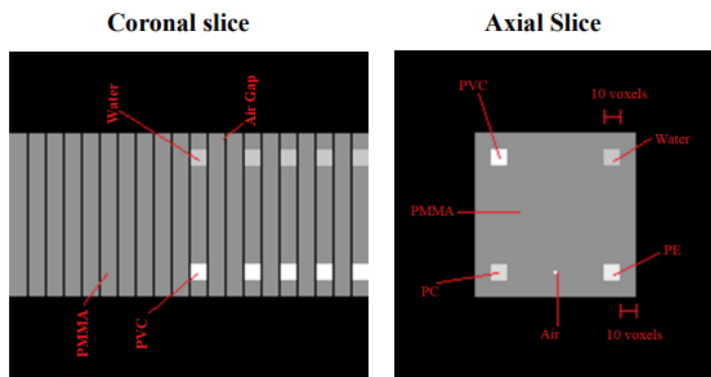 Coronal slice
Axial Slice
Water
Air Gap
PMMA
PVC
PVC
10 voxels
Water
PMMA
PE
PC
Air
10 voxels